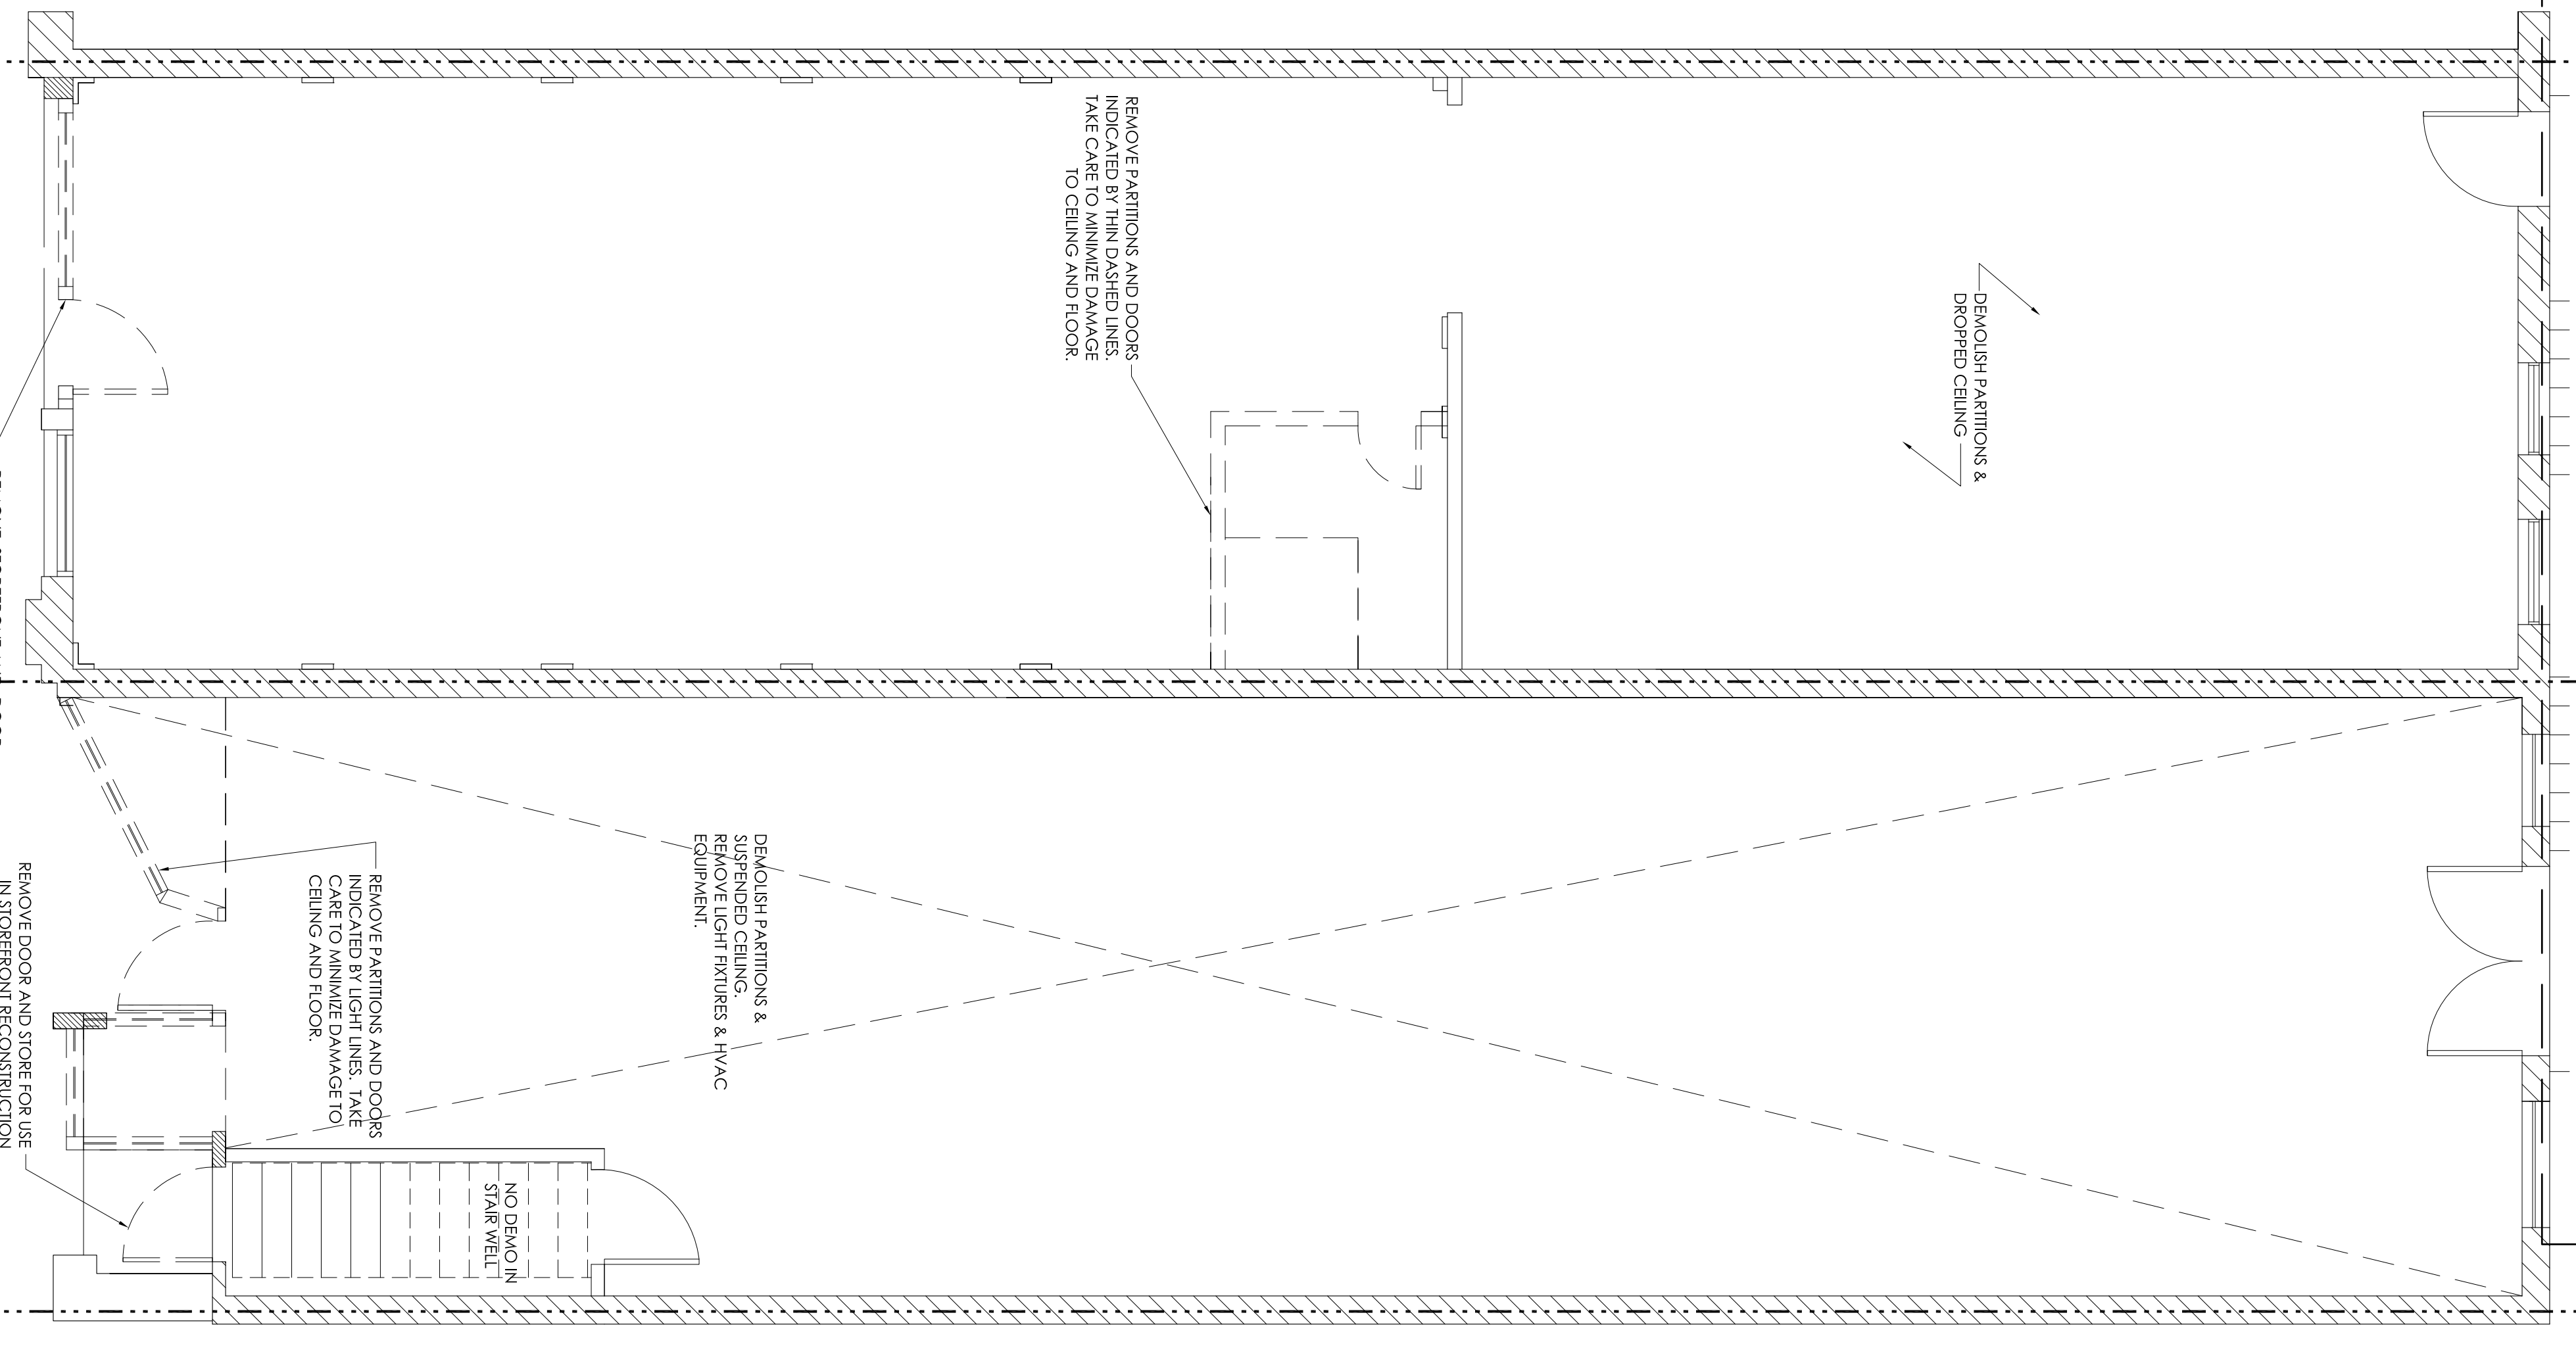 DEMOLISH PARTITIONS &
DROPPED CEILING
REMOVE PARTITIONS AND DOORS
INDICATED BY THIN DASHED LINES.
TAKE CARE TO MINIMIZE DAMAGE
TO CEILING AND FLOOR.
DEMOLISH PARTITIONS &
SUSPENDED CEILING.
REMOVE LIGHT FIXTURES & HVAC
EQUIPMENT.
NO DEMO IN
STAIR WELL
REMOVE PARTITIONS AND DOORS
INDICATED BY LIGHT LINES. TAKE
CARE TO MINIMIZE DAMAGE TO
CEILING AND FLOOR.
REMOVE DOOR AND STORE FOR USE
IN STOREFRONT RECONSTRUCTION